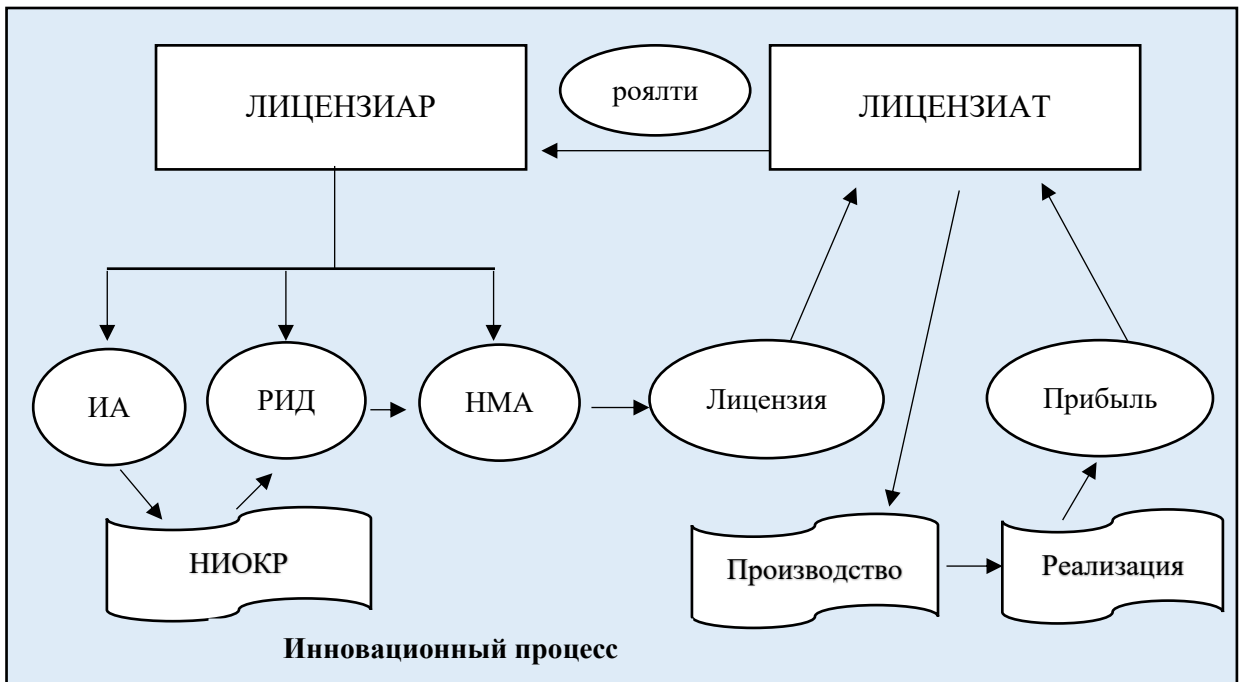 ЛИЦЕНЗИАР
роялти
ЛИЦЕНЗИАТ
ИА
РИД
НМА
Лицензия
Прибыль
НИОКР
Производство
Реализация
Инновационный процесс